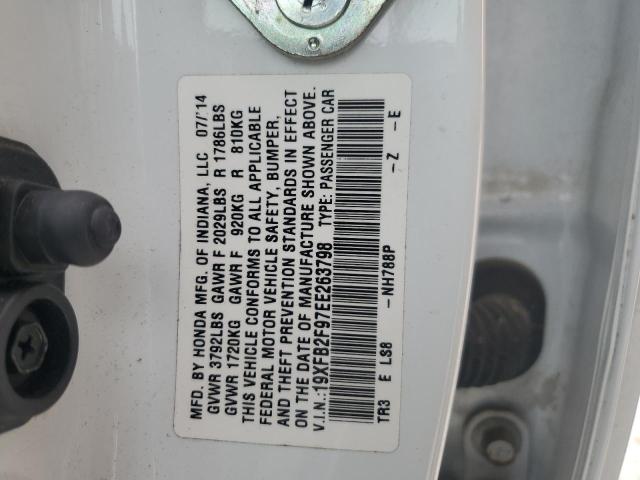 MFD. BY HONDA MFG. OF INDIANA, LLC 07/'14
GVWR 3792LBS GAWR F 2029LBS R 1786LBS
GVWR 1720KG GAWR F 920KG R 810KG
THIS VEHICLE CONFORMS TO ALL APPLICABLE
FEDERAL MOTOR VEHICLE SAFETY, BUMPER,
AND THEFT PREVENTION STANDARDS IN EFFECT
ON THE DATE OF MANUFACTURE SHOWN ABOVE.
V.I.N.:19XFB2F97EE263798 TYPE: PASSENGER CAR
TR3 E LS8 -NH788P -Z -E